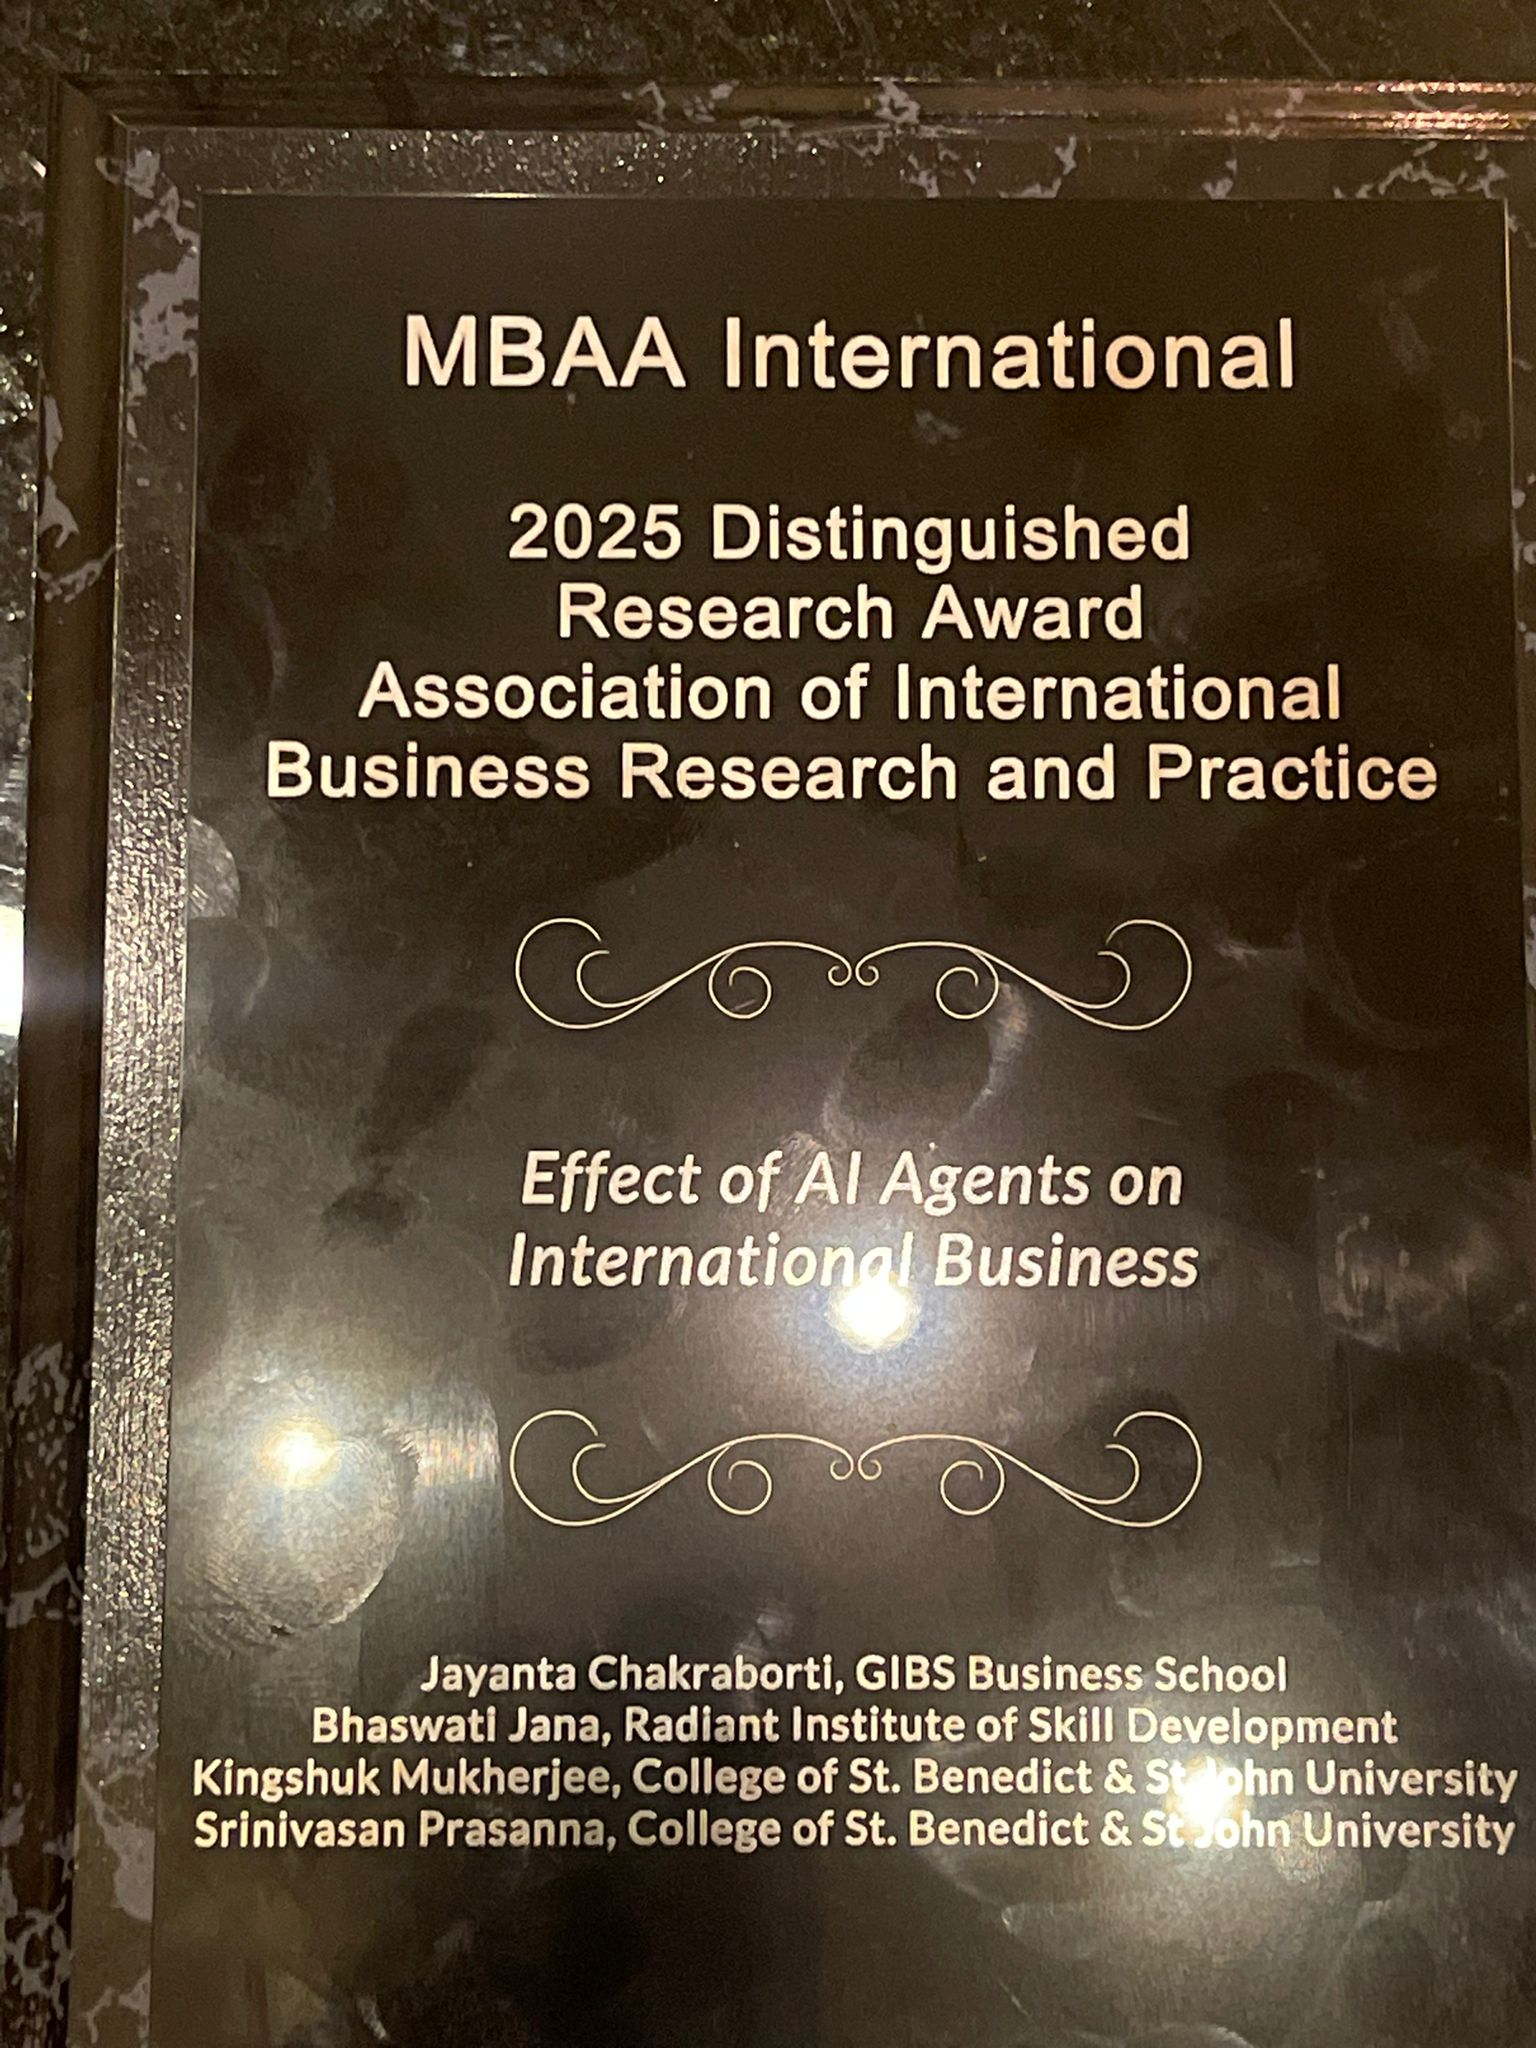 MBAA International
2025 Distinguished
Research Award
Association of International
Business Research and Practice
Effect of AI Agents on
International Business
Jayanta Chakraborti, GIBS Business School
Bhaswati Jana, Radiant Institute of Skill Development
Kingshuk Mukherjee, College of St. Benedict & St John University
Srinivasan Prasanna, College of St. Benedict & St John University